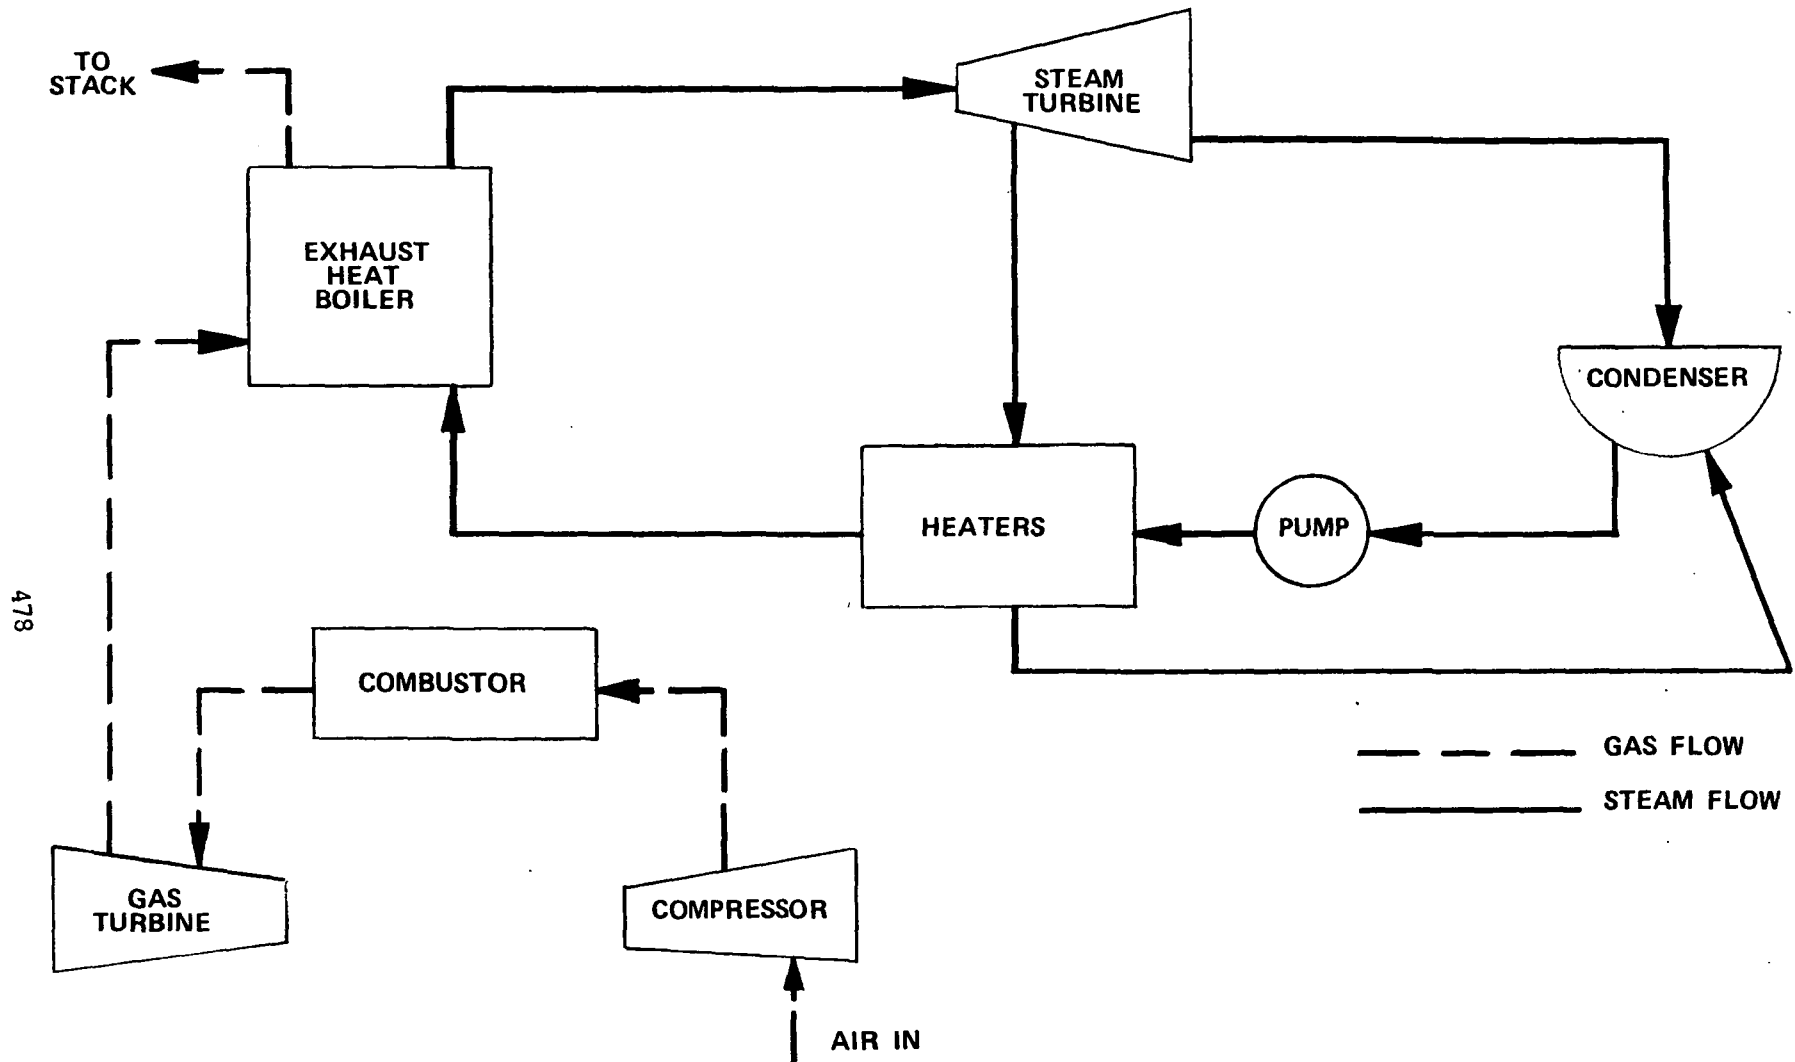 TO
STACK
STEAM
TURBINE
EXHAUST
HEAT
BOILER
CONDENSER
HEATERS
PUMP
478
COMBUSTOR
GAS FLOW
STEAM FLOW
GAS
TURBINE
COMPRESSOR
AIR IN